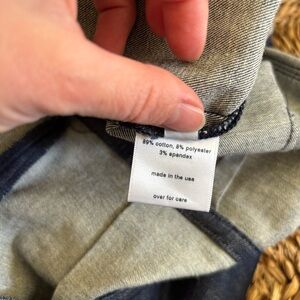 89% cotton, 8% polyester
3% spandex
made in the usa
over for care